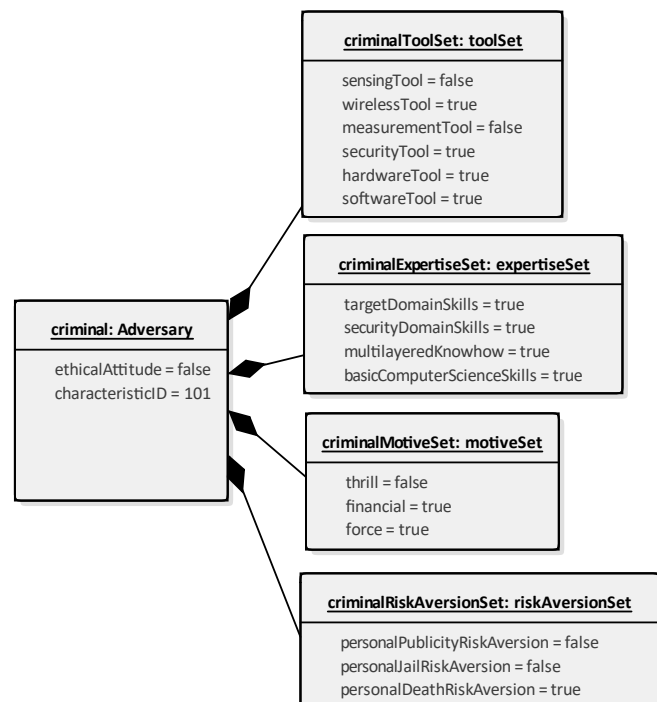 criminalToolSet: toolSet
sensingTool = false
wirelessTool = true
measurementTool = false
securityTool = true
hardwareTool = true
softwareTool = true
criminalExpertiseSet: expertiseSet
targetDomainSkills = true
securityDomainSkills = true
multilayeredKnowhow = true
basicComputerScienceSkills = true
criminal: Adversary
ethicalAttitude = false
characteristicID = 101
criminalMotiveSet: motiveSet
thrill = false
financial = true
force = true
criminalRiskAversionSet: riskAversionSet
personalPublicityRiskAversion = false
personalJailRiskAversion = false
personalDeathRiskAversion = true